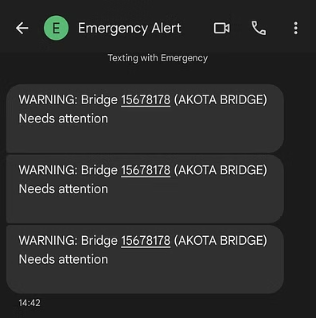 E Emergency Alert
Texting with Emergency
WARNING: Bridge 15678178 (AKOTA BRIDGE)
Needs attention
WARNING: Bridge 15678178 (AKOTA BRIDGE)
Needs attention
WARNING: Bridge 15678178 (AKOTA BRIDGE)
Needs attention
14:42